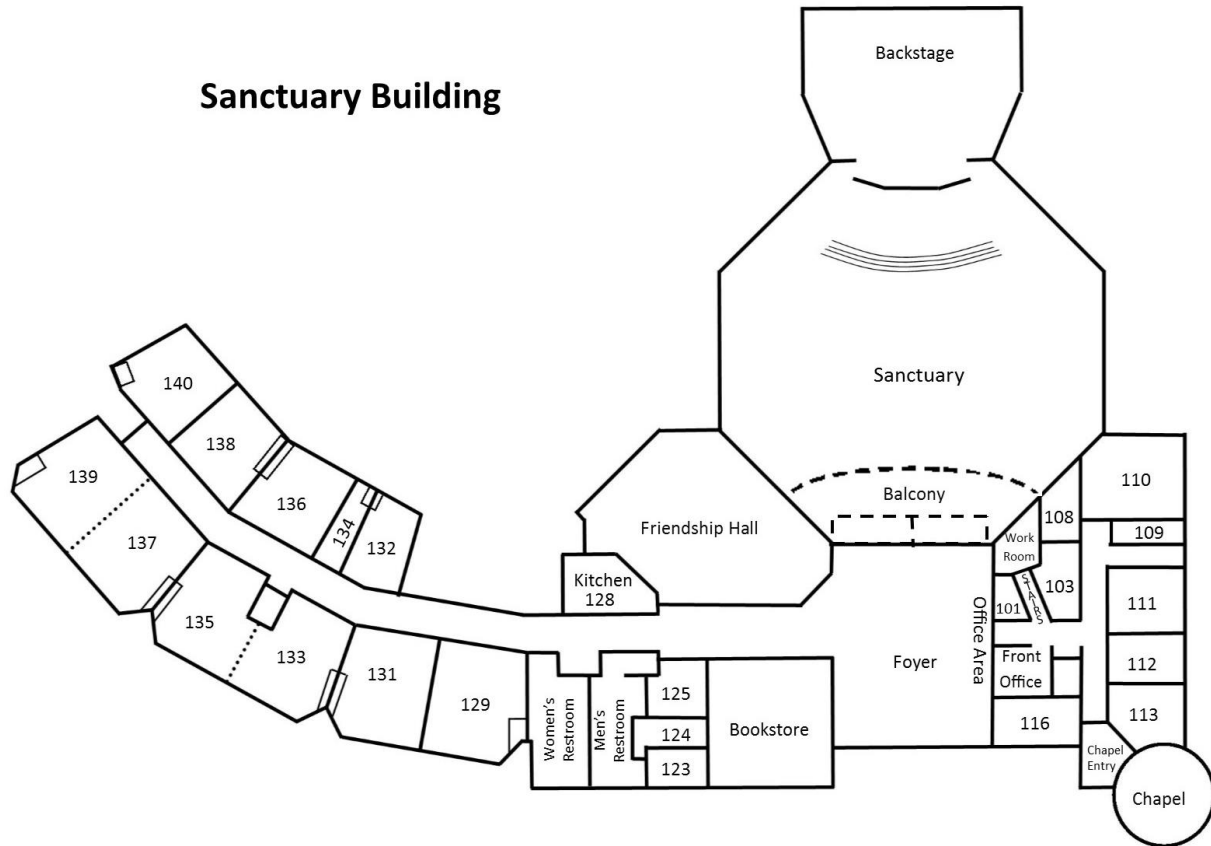 Backstage
Sanctuary Building
Sanctuary
140
138
139
136
134
132
137
135
133
131
129
Friendship Hall
Kitchen
128
Balcony
108
110
109
Work
Room
103
STAIRS
101
111
Office Area
Foyer
Front
Office
112
116
113
Women's
Restroom
Men's
Restroom
125
124
123
Bookstore
Chapel
Entry
Chapel